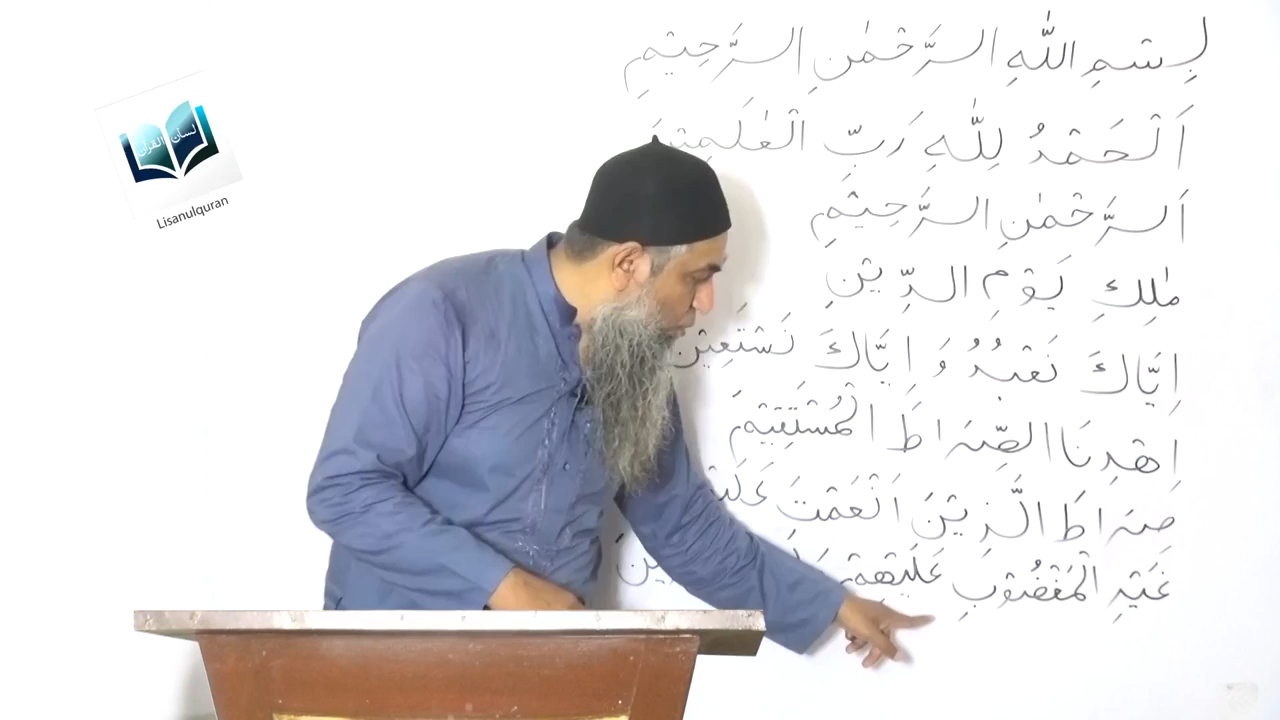 بِسْمِ اللّٰهِ الرَّحْمٰنِ الرَّحِيْمِ
اَلْحَمْدُ لِلّٰهِ رَبِّ الْعٰلَمِيْنَ
اَلرَّحْمٰنِ الرَّحِيْمِ
مٰلِكِ يَوْمِ الدِّيْنِ
اِيَّاكَ نَعْبُدُ وَ اِيَّاكَ نَسْتَعِيْن
اِهْدِنَا الصِّرَاطَ الْمُسْتَقِيْمَ
صِرَاطَ الَّذِيْنَ اَنْعَمْتَ
غَيْرِ الْمَغْضُوْبِ عَلَيْهِمْ
لسان القرآن
Lisanulquran